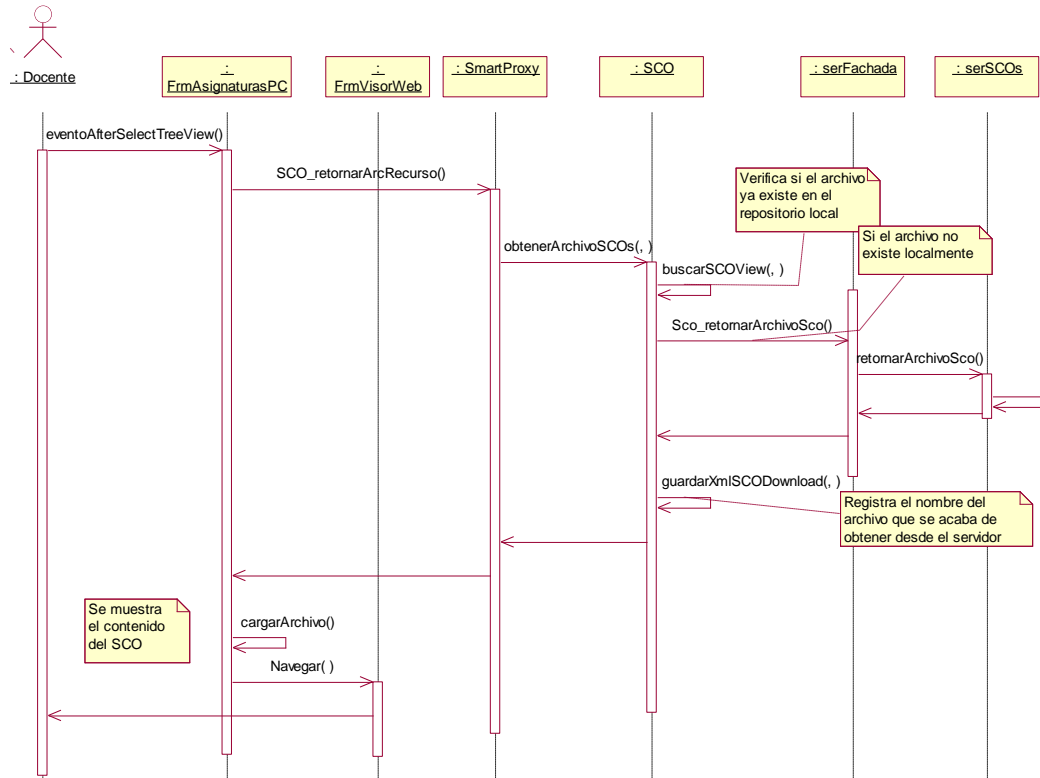 : Docente
:
FrmAsignaturasPC
:
FrmVisorWeb
: SmartProxy
: SCO
: serFachada
: serSCOs
eventoAfterSelectTreeView()
SCO_retornarArcRecurso()
Verifica si el archivo
ya existe en el
repositorio local
Si el archivo no
existe localmente
obtenerArchivoSCOs(, )
buscarSCOView(, )
Sco_retornarArchivoSco()
retornarArchivoSco()
guardarXmlSCODownload(, )
Registra el nombre del
archivo que se acaba de
obtener desde el servidor
Se muestra
el contenido
del SCO
cargarArchivo()
Navegar( )